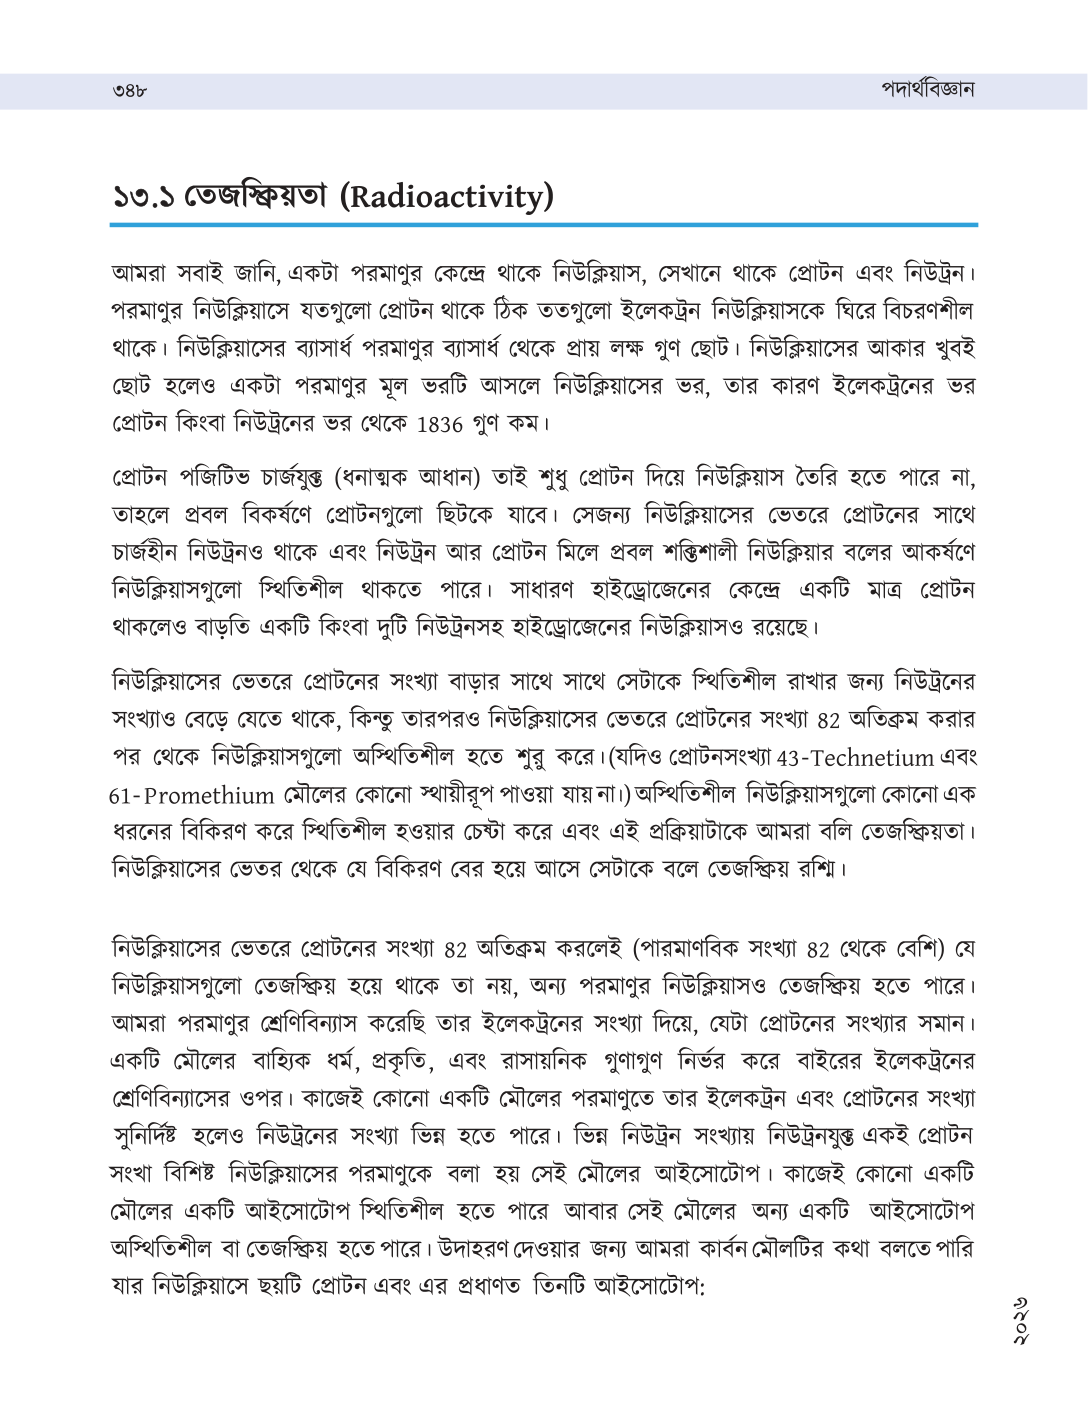 ৩৪৮
পদার্থবিজ্ঞান
১৩.১ তেজস্ক্রিয়তা (Radioactivity)
আমরা সবাই জানি, একটা পরমাণুর কেন্দ্রে থাকে নিউক্লিয়াস, সেখানে থাকে প্রোটন এবং নিউট্রন।
পরমাণুর নিউক্লিয়াসে যতগুলো প্রোটন থাকে ঠিক ততগুলো ইলেকট্রন নিউক্লিয়াসকে ঘিরে বিচরণশীল
থাকে। নিউক্লিয়াসের ব্যাসার্ধ পরমাণুর ব্যাসার্ধ থেকে প্রায় লক্ষ গুণ ছোট। নিউক্লিয়াসের আকার খুবই
ছোট হলেও একটা পরমাণুর মূল ভরটি আসলে নিউক্লিয়াসের ভর, তার কারণ ইলেকট্রনের ভর
প্রোটন কিংবা নিউট্রনের ভর থেকে 1836 গুণ কম।
প্রোটন পজিটিভ চার্জযুক্ত (ধনাত্মক আধান) তাই শুধু প্রোটন দিয়ে নিউক্লিয়াস তৈরি হতে পারে না,
তাহলে প্রবল বিকর্ষণে প্রোটনগুলো ছিটকে যাবে। সেজন্য নিউক্লিয়াসের ভেতরে প্রোটনের সাথে
চার্জহীন নিউট্রনও থাকে এবং নিউট্রন আর প্রোটন মিলে প্রবল শক্তিশালী নিউক্লিয়ার বলের আকর্ষণে
নিউক্লিয়াসগুলো স্থিতিশীল থাকতে পারে। সাধারণ হাইড্রোজেনের কেন্দ্রে একটি মাত্র প্রোটন
থাকলেও বাড়তি একটি কিংবা দুটি নিউট্রনসহ হাইড্রোজেনের নিউক্লিয়াসও রয়েছে।
নিউক্লিয়াসের ভেতরে প্রোটনের সংখ্যা বাড়ার সাথে সাথে সেটাকে স্থিতিশীল রাখার জন্য নিউট্রনের
সংখ্যাও বেড়ে যেতে থাকে, কিন্তু তারপরও নিউক্লিয়াসের ভেতরে প্রোটনের সংখ্যা 82 অতিক্রম করার
পর থেকে নিউক্লিয়াসগুলো অস্থিতিশীল হতে শুরু করে।(যদিও প্রোটনসংখ্যা 43-Technetium এবং
61-Promethium মৌলের কোনো স্থায়ীরূপ পাওয়া যায় না।) অস্থিতিশীল নিউক্লিয়াসগুলো কোনো এক
ধরনের বিকিরণ করে স্থিতিশীল হওয়ার চেষ্টা করে এবং এই প্রক্রিয়াটাকে আমরা বলি তেজস্ক্রিয়তা।
নিউক্লিয়াসের ভেতর থেকে যে বিকিরণ বের হয়ে আসে সেটাকে বলে তেজস্ক্রিয় রশ্মি।
নিউক্লিয়াসের ভেতরে প্রোটনের সংখ্যা 82 অতিক্রম করলেই (পারমাণবিক সংখ্যা 82 থেকে বেশি) যে
নিউক্লিয়াসগুলো তেজস্ক্রিয় হয়ে থাকে তা নয়, অন্য পরমাণুর নিউক্লিয়াসও তেজস্ক্রিয় হতে পারে।
আমরা পরমাণুর শ্রেণিবিন্যাস করেছি তার ইলেকট্রনের সংখ্যা দিয়ে, যেটা প্রোটনের সংখ্যার সমান।
একটি মৌলের বাহ্যিক ধর্ম, প্রকৃতি, এবং রাসায়নিক গুণাগুণ নির্ভর করে বাইরের ইলেকট্রনের
শ্রেণিবিন্যাসের ওপর। কাজেই কোনো একটি মৌলের পরমাণুতে তার ইলেকট্রন এবং প্রোটনের সংখ্যা
সুনির্দিষ্ট হলেও নিউট্রনের সংখ্যা ভিন্ন হতে পারে। ভিন্ন নিউট্রন সংখ্যায় নিউট্রনযুক্ত একই প্রোটন
সংখা বিশিষ্ট নিউক্লিয়াসের পরমাণুকে বলা হয় সেই মৌলের আইসোটোপ। কাজেই কোনো একটি
মৌলের একটি আইসোটোপ স্থিতিশীল হতে পারে আবার সেই মৌলের অন্য একটি আইসোটোপ
অস্থিতিশীল বা তেজস্ক্রিয় হতে পারে। উদাহরণ দেওয়ার জন্য আমরা কার্বন মৌলটির কথা বলতে পারি
যার নিউক্লিয়াসে ছয়টি প্রোটন এবং এর প্রধাণত তিনটি আইসোটোপ:
২০২৬